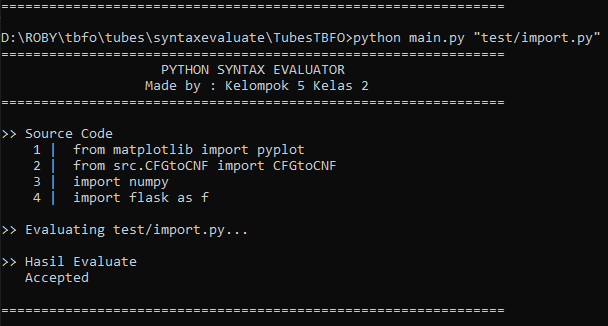 ===============================================================
D:\ROBY\tbfo\tubes\syntaxevaluate\TubesTBFO>python main.py "test/import.py"
===============================================================
PYTHON SYNTAX EVALUATOR
Made by : Kelompok 5 Kelas 2
===============================================================
>> Source Code
1 | from matplotlib import pyplot
2 | from src.CFGtoCNF import CFGtoCNF
3 | import numpy
4 | import flask as f
>> Evaluating test/import.py...
>> Hasil Evaluate
Accepted
===============================================================